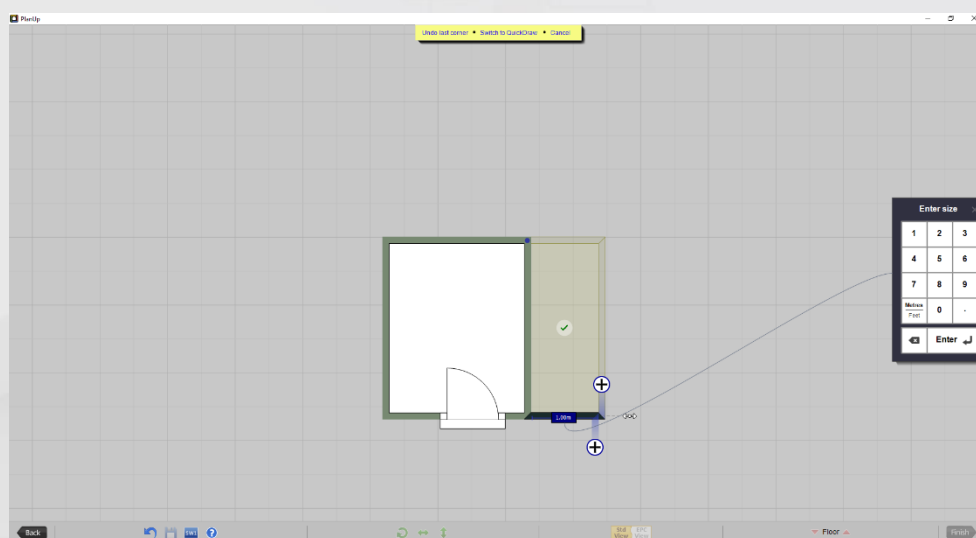 PlanUp
Undo last corner • Switch to QuickDraw • Cancel
Enter size
1 2 3
4 5 6
7 8 9
Metres
Feet
0 .
Enter
1.00m
Back
?
Floor
Finish